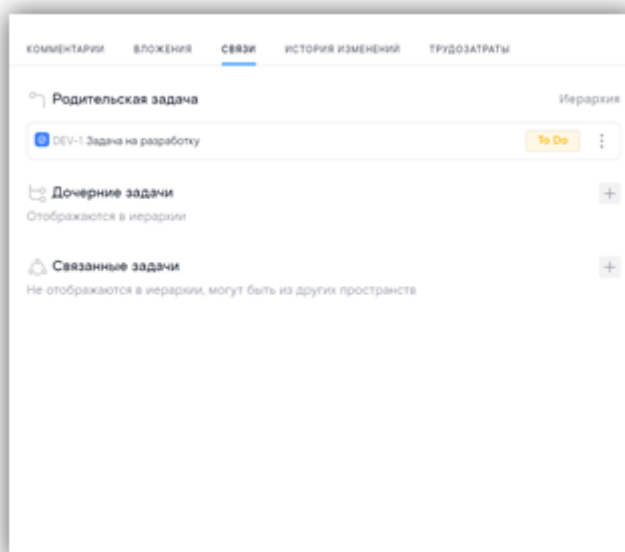 КОММЕНТАРИИ ВЛОЖЕНИЯ СВЯЗИ ИСТОРИЯ ИЗМЕНЕНИЙ ТРУДОЗАТРАТЫ
Родительская задача Иерархия
DEV-1 Задача на разработку To Do
Дочерние задачи
Отображаются в иерархии
Связанные задачи
Не отображаются в иерархии, могут быть из других пространств